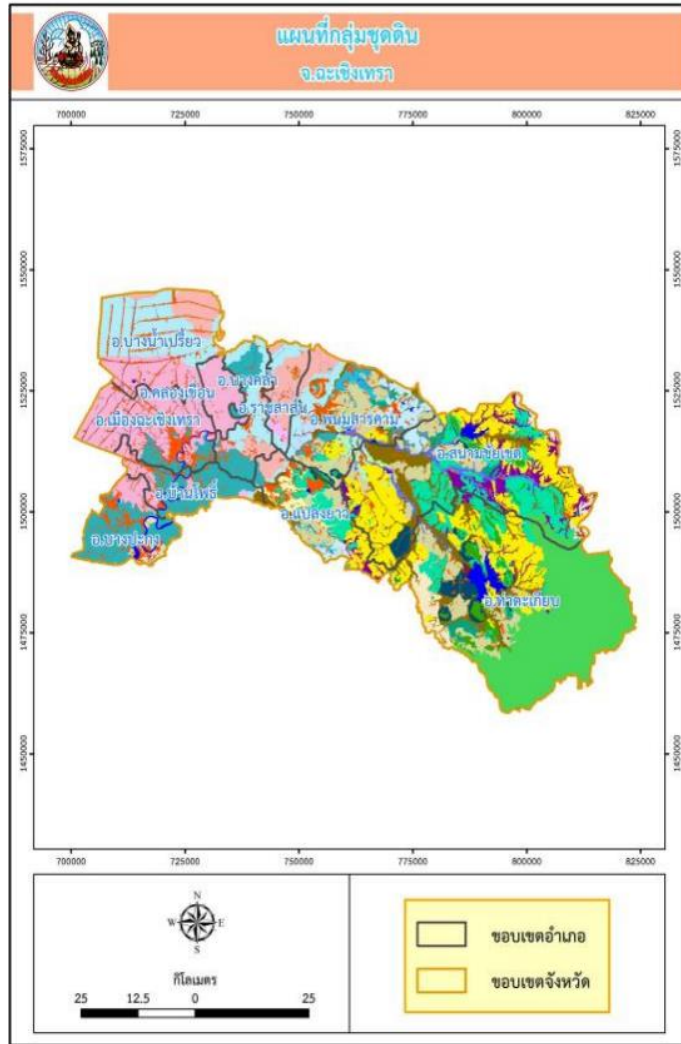 แผนที่กลุ่มชุดดิน
จ.ฉะเชิงเทรา
700000 725000 750000 775000 800000 825000
1575000 1575000
1550000 1550000
อ.บางน้ำเปรี้ยว
1525000 1525000
อ.คลองเขื่อน อ.บางคล้า
อ.เมืองฉะเชิงเทรา อ.ราชสาส์น อ.พนมสารคาม
อ.สนามชัยเขต
อ.บ้านโพธิ์
1500000 อ.บางปะกง อ.แปลงยาว 1500000
อ.ท่าตะเกียบ
1475000 1475000
1450000 1450000
700000 725000 750000 775000 800000 825000
N
W E
S
กิโลเมตร
25 12.5 0 25
ขอบเขตอำเภอ
ขอบเขตจังหวัด